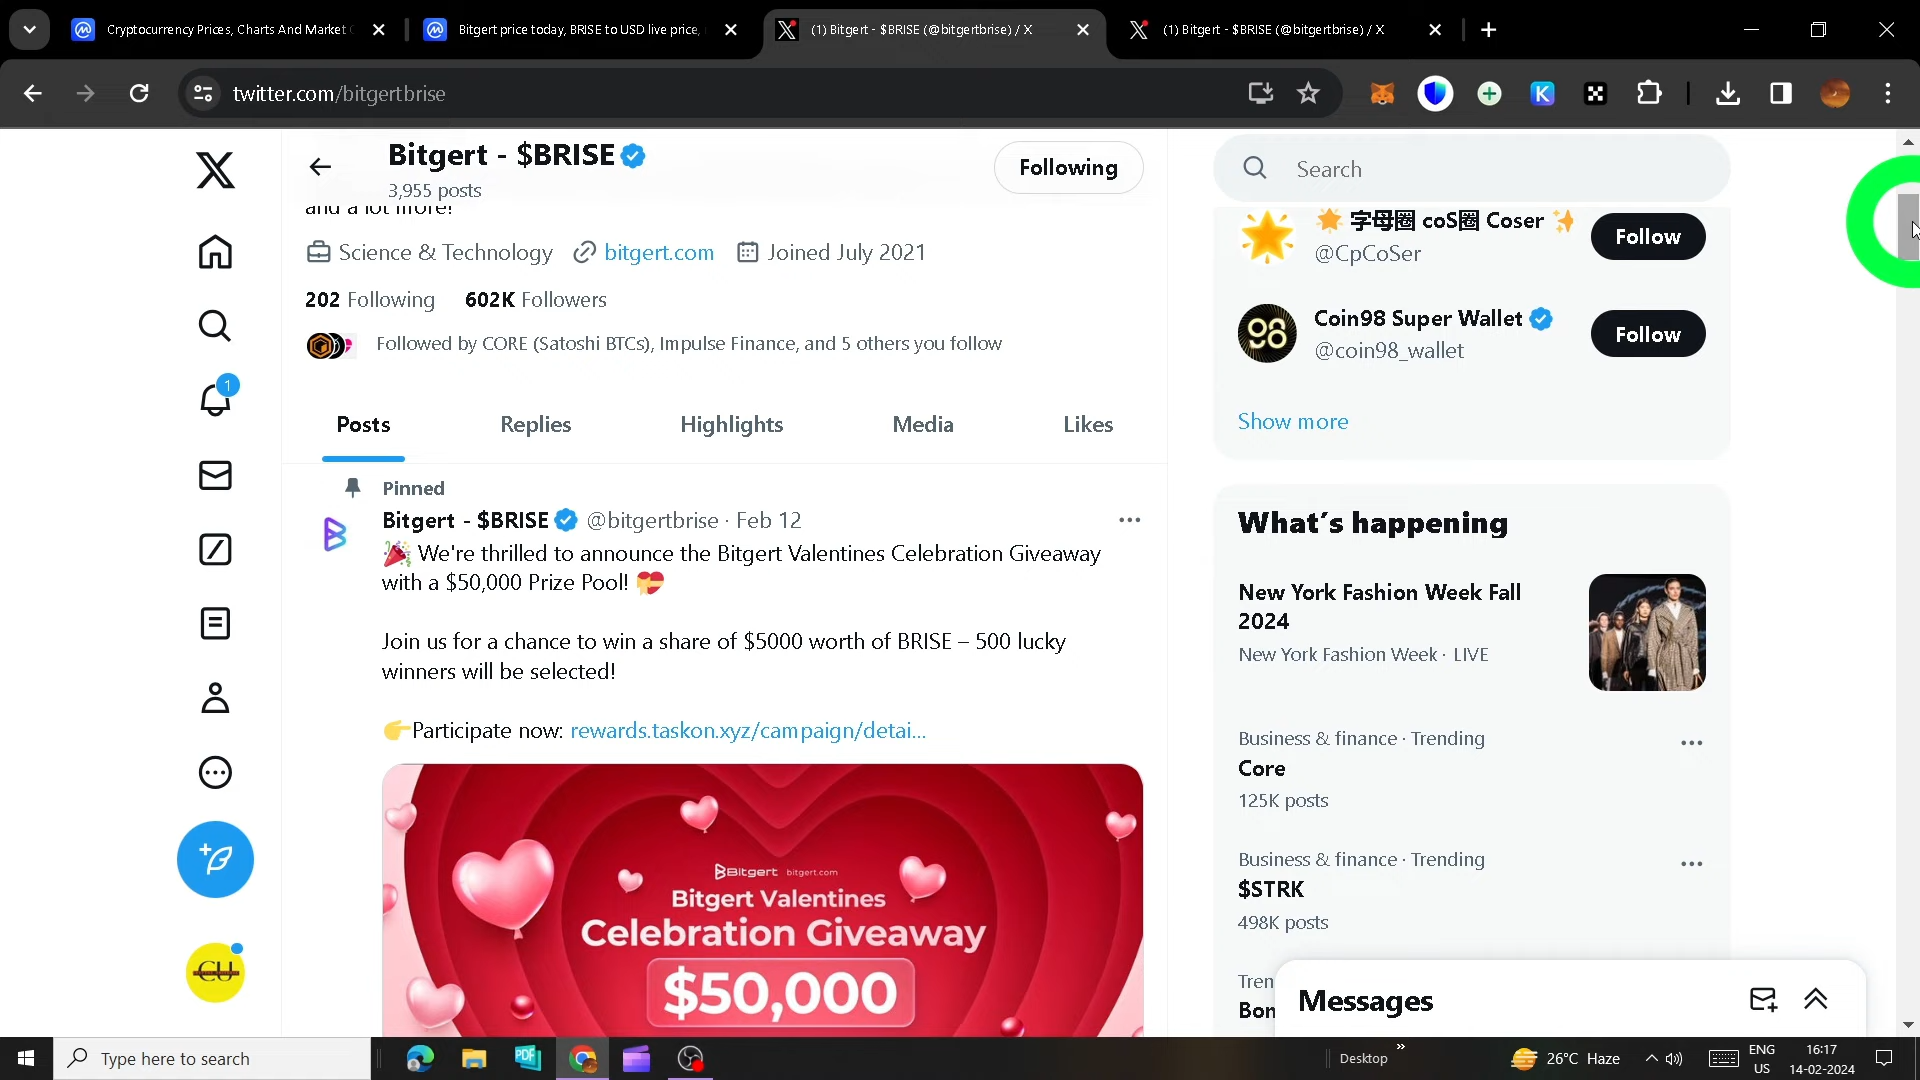 Cryptocurrency Prices, Charts And Market C
Bitgert price today, BRISE to USD live price,
(1) Bitgert - $BRISE (@bitgertbrise) / X
(1) Bitgert - $BRISE (@bitgertbrise) / X
twitter.com/bitgertbrise
Bitgert - $BRISE
3,955 posts
Following
and a lot more!
Science & Technology
bitgert.com
Joined July 2021
202 Following
602K Followers
Followed by CORE (Satoshi BTCs), Impulse Finance, and 5 others you follow
Posts
Replies
Highlights
Media
Likes
Pinned
Bitgert - $BRISE @bitgertbrise · Feb 12
🎉 We're thrilled to announce the Bitgert Valentines Celebration Giveaway
with a $50,000 Prize Pool! 💝
Join us for a chance to win a share of $5000 worth of BRISE – 500 lucky
winners will be selected!
👉Participate now: rewards.taskon.xyz/campaign/detai...
Bitgert bitgert.com
Bitgert Valentines
Celebration Giveaway
$50,000
1
CU
Search
🌟 字母圈 coS圈 Coser ✨
@CpCoSer
Follow
98
Coin98 Super Wallet
@coin98_wallet
Follow
Show more
What's happening
New York Fashion Week Fall
2024
New York Fashion Week · LIVE
Business & finance · Trending
Core
125K posts
Business & finance · Trending
$STRK
498K posts
Tren
Bon
Messages
Type here to search
PDF
Desktop
26°C Haze
ENG
US
16:17
14-02-2024